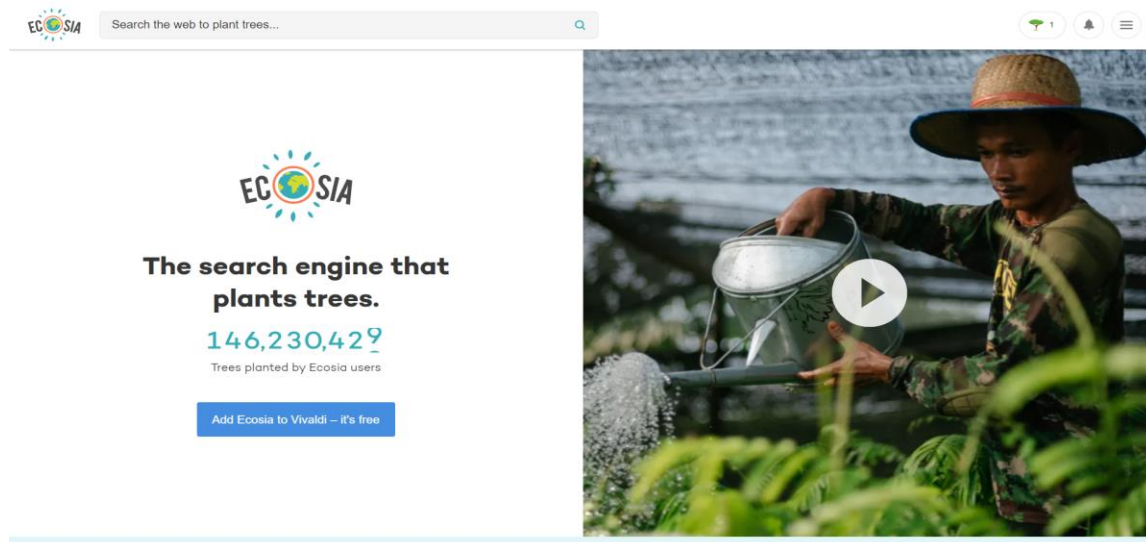 ECOSIA
Search the web to plant trees...
1
ECOSIA
The search engine that
plants trees.
146,230,429
Trees planted by Ecosia users
Add Ecosia to Vivaldi – it's free